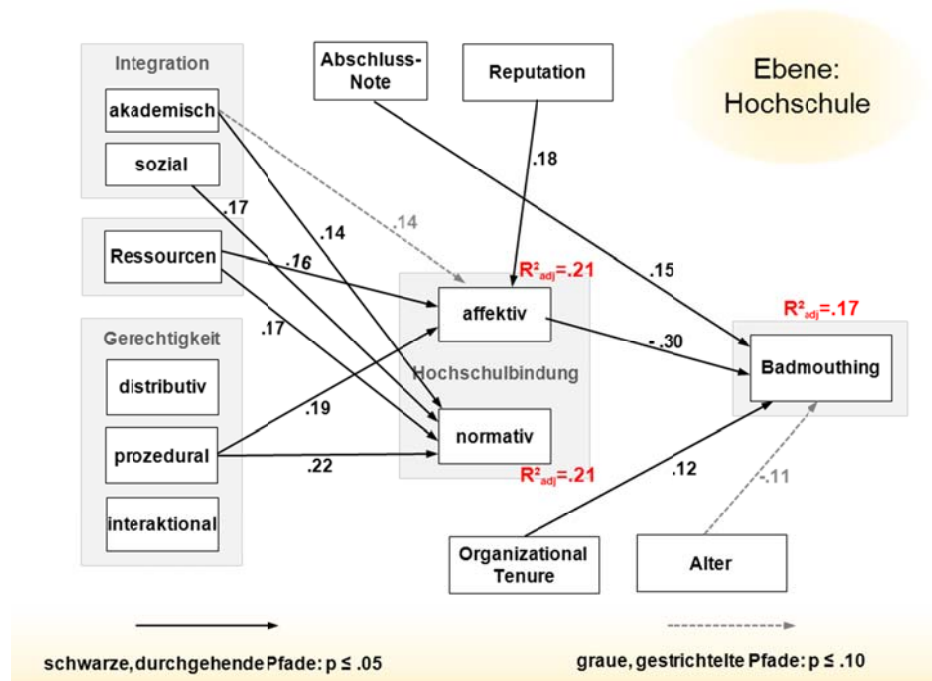 Integration
akademisch
sozial
Ressourcen
Gerechtigkeit
distributiv
prozedural
interaktional
Abschluss-
Note
Reputation
Ebene:
Hochschule
.18
.17
.14
.14
.16
.17
.15
R²adj=.21
affektiv
-.30
R²adj=.17
Badmouthing
Hochschulbindung
.19
.22
normativ
R²adj=.21
.12
-.11
Organizational
Tenure
Alter
schwarze, durchgehende Pfade: p ≤ .05
graue, gestrichtelte Pfade: p ≤ .10